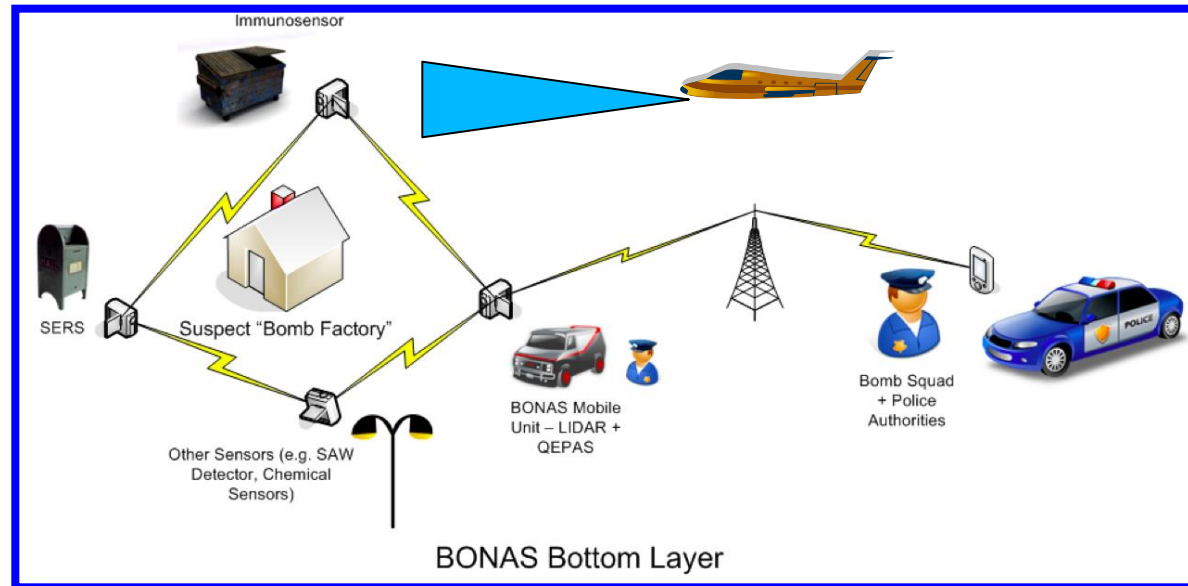 Immunosensor
SERS
Suspect “Bomb Factory”
Other Sensors (e.g. SAW
Detector, Chemical
Sensors)
BONAS Mobile
Unit – LIDAR +
QEPAS
Bomb Squad
+ Police
Authorities
POLICE
BONAS Bottom Layer